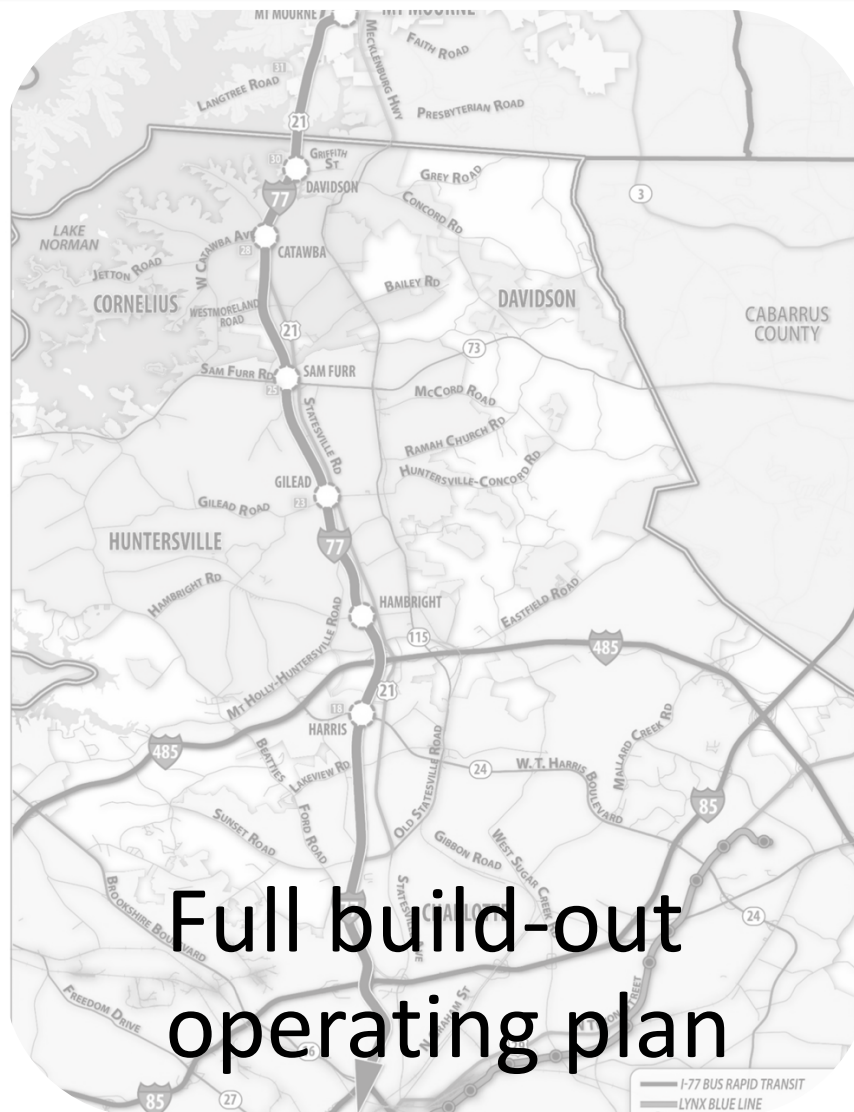 MT MOURNE
MT MOURNE
MECKLENBURG HWY
FAITH ROAD
31
LANGTREE ROAD
PRESBYTERIAN ROAD
21
GRIFFITH
ST
30
DAVIDSON
GREY ROAD
77
3
CONCORD RD
LAKE
NORMAN
W CATAWBA AVE
28
CATAWBA
JETTON ROAD
BAILEY RD
CORNELIUS
DAVIDSON
WESTMORELAND
ROAD
CABARRUS
COUNTY
21
73
SAM FURR RD
SAM FURR
25
MCCORD ROAD
STATESVILLE RD
RAMAH CHURCH RD
HUNTERSVILLE-CONCORD RD
GILEAD
23
GILEAD ROAD
HUNTERSVILLE
77
HAMBRIGHT RD
HAMBRIGHT
EASTFIELD ROAD
115
485
MT HOLLY-HUNTERSVILLE ROAD
21
18
HARRIS
485
BEATTIES
FORD ROAD
LAKEVIEW RD
OLD STATESVILLE ROAD
24
W. T. HARRIS BOULEVARD
MALLARD CREEK RD
85
SUNSET ROAD
GIBBON ROAD
WEST SUGAR CREEK RD
BROOKSHIRE BOULEVARD
CHARLOTTE
24
Full build-out
operating plan
FREEDOM DRIVE
N GRAHAM ST
85
27
I-77 BUS RAPID TRANSIT
LYNX BLUE LINE